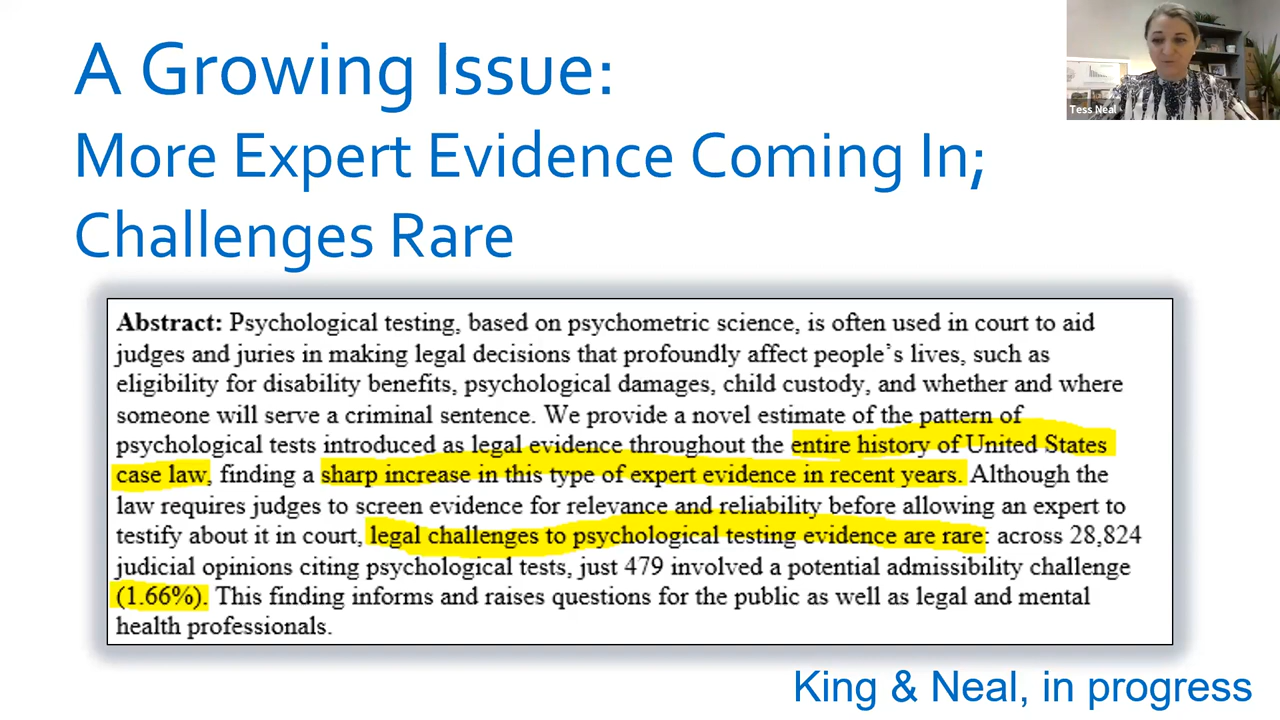 A Growing Issue:
More Expert Evidence Coming In;
Challenges Rare
Tess Neal
Abstract: Psychological testing, based on psychometric science, is often used in court to aid
judges and juries in making legal decisions that profoundly affect people's lives, such as
eligibility for disability benefits, psychological damages, child custody, and whether and where
someone will serve a criminal sentence. We provide a novel estimate of the pattern of
psychological tests introduced as legal evidence throughout the entire history of United States
case law, finding a sharp increase in this type of expert evidence in recent years. Although the
law requires judges to screen evidence for relevance and reliability before allowing an expert to
testify about it in court, legal challenges to psychological testing evidence are rare: across 28,824
judicial opinions citing psychological tests, just 479 involved a potential admissibility challenge
(1.66%). This finding informs and raises questions for the public as well as legal and mental
health professionals.
King & Neal, in progress